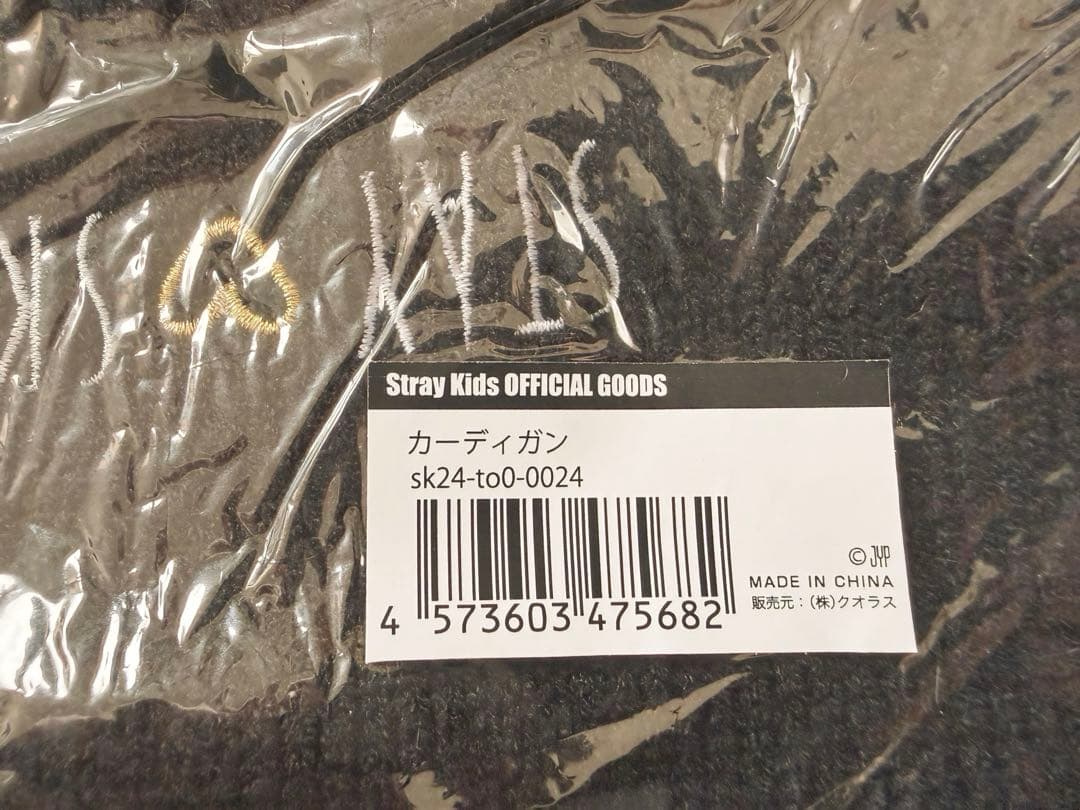 Stray Kids OFFICIAL GOODS
カーディガン
sk24-to0-0024
4 573603 475682
© JYP
MADE IN CHINA
販売元：(株)クオラス